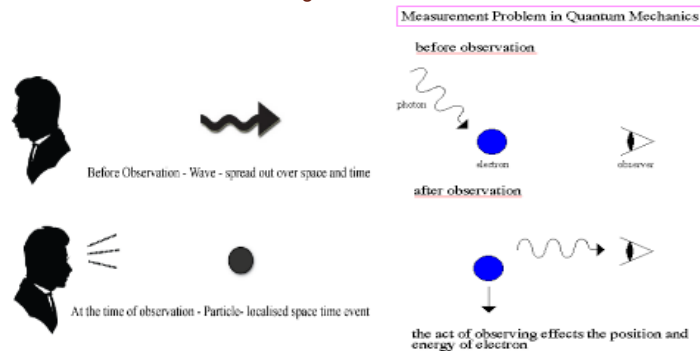 Measurement Problem in Quantum Mechanics
before observation
photon
electron
observer
Before Observation - Wave - spread out over space and time
after observation
At the time of observation - Particle- localised space time event
the act of observing effects the position and
energy of electron